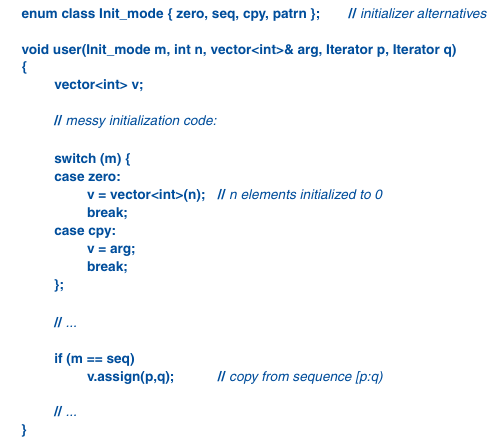 enum class Init_mode { zero, seq, cpy, patrn };     // initializer alternatives
void user(Init_mode m, int n, vector<int>& arg, Iterator p, Iterator q)
{
vector<int> v;
// messy initialization code:
switch (m) {
case zero:
v = vector<int>(n);   // n elements initialized to 0
break;
case cpy:
v = arg;
break;
};
// ...
if (m == seq)
v.assign(p,q);          // copy from sequence [p:q)
// ...
}